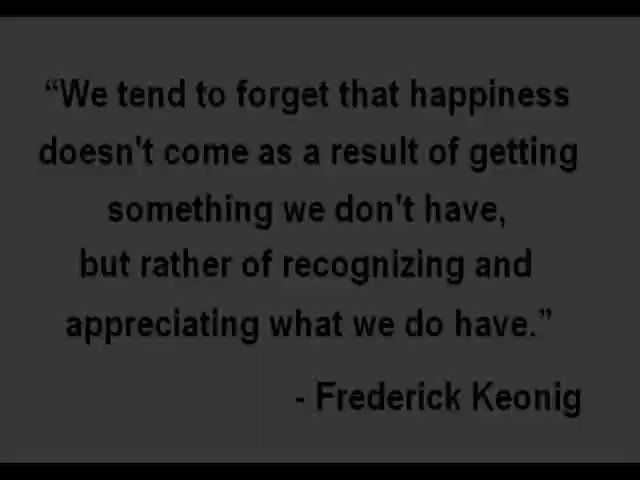 “We tend to forget that happiness
doesn't come as a result of getting
something we don't have,
but rather of recognizing and
appreciating what we do have.”
- Frederick Keonig